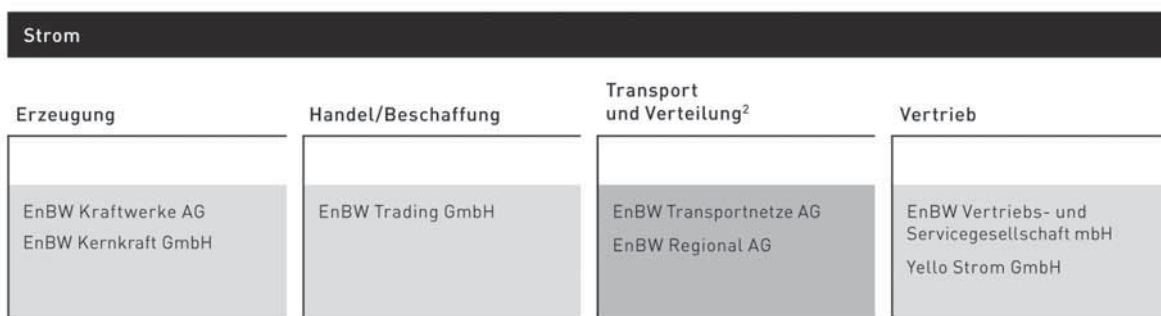 Strom
Erzeugung
Handel/Beschaffung
Transport
und Verteilung²
Vertrieb
EnBW Kraftwerke AG
EnBW Kernkraft GmbH
EnBW Trading GmbH
EnBW Transportnetze AG
EnBW Regional AG
EnBW Vertriebs- und
Servicegesellschaft mbH
Yello Strom GmbH